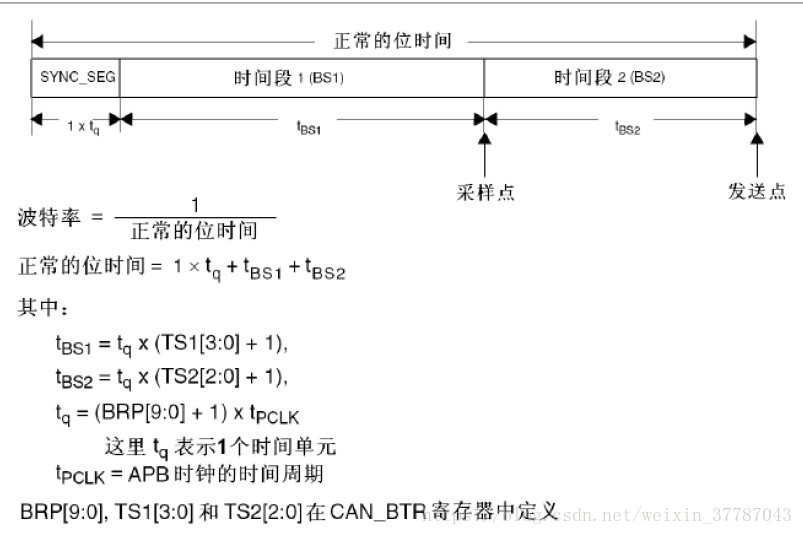 正常的位时间
SYNC_SEG 时间段 1 (BS1) 时间段 2 (BS2)
1 x tq tBS1 tBS2
采样点 发送点
波特率 = 1
正常的位时间
正常的位时间 = 1 × tq + tBS1 + tBS2
其中：
tBS1 = tq x (TS1[3:0] + 1),
tBS2 = tq x (TS2[2:0] + 1),
tq = (BRP[9:0] + 1) x tPCLK
这里 tq 表示1个时间单元
tPCLK = APB 时钟的时间周期
BRP[9:0], TS1[3:0] 和 TS2[2:0] 在 CAN_BTR 寄存器中定义
https://blog.csdn.net/weixin_37787043